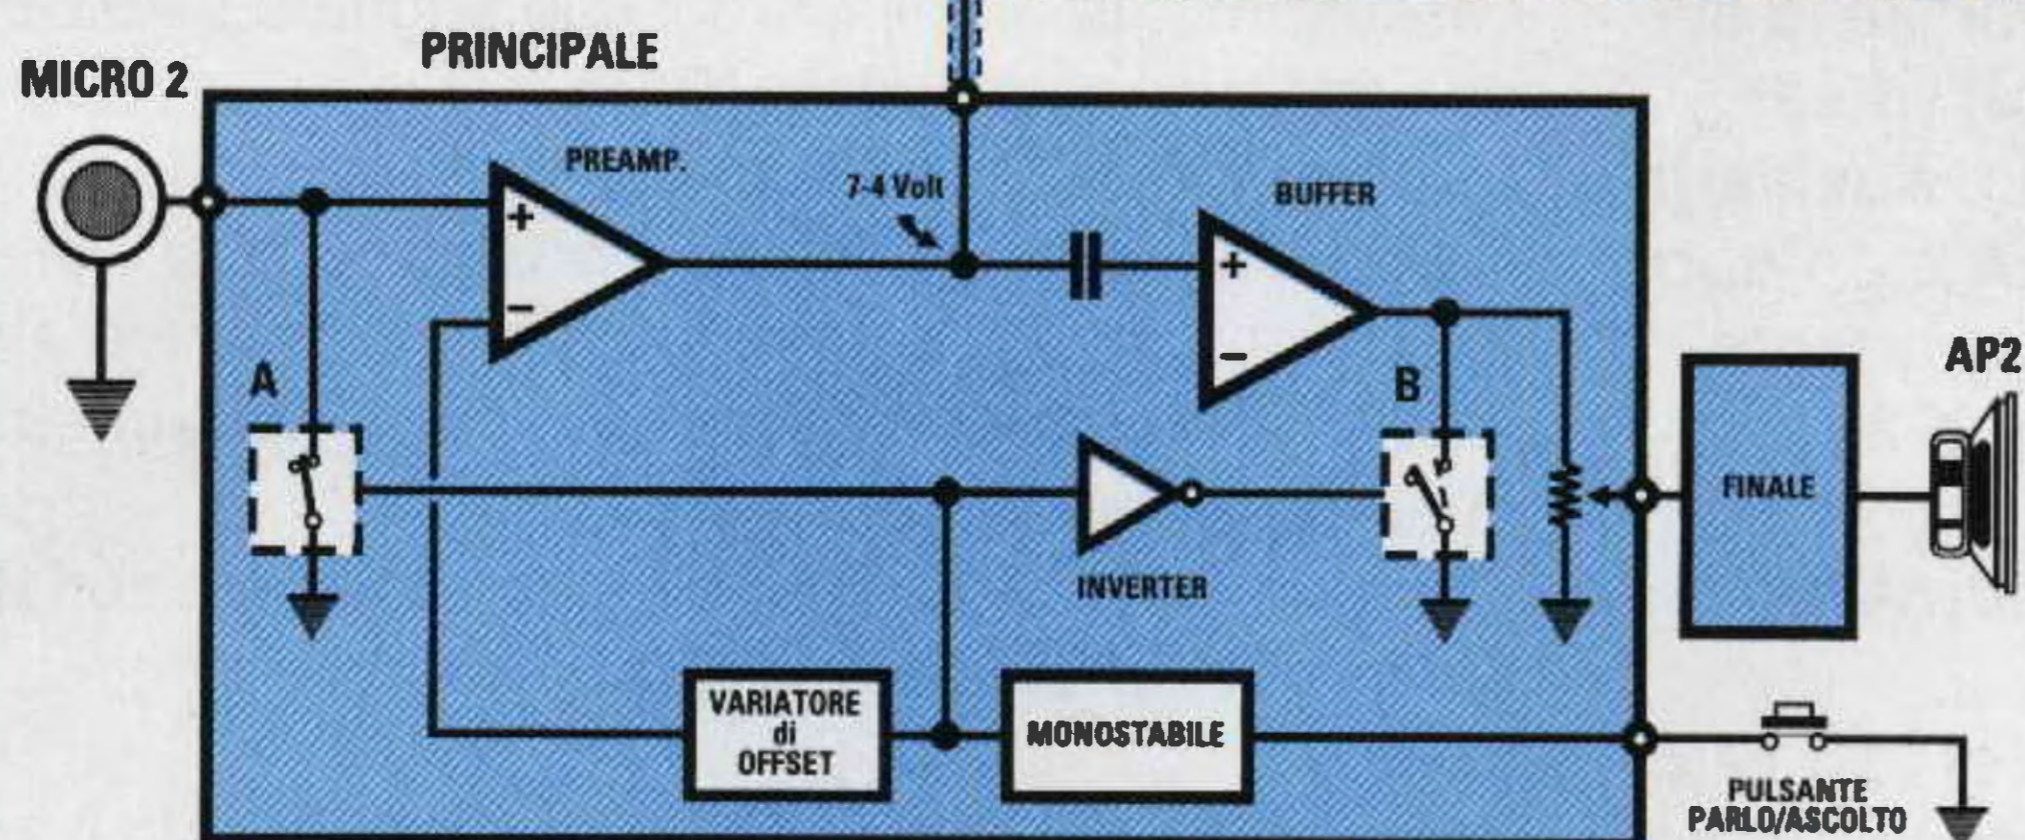 PRINCIPALE
MICRO 2
PREAMP.
7-4 Volt
BUFFER
+
+
−
−
A
B
AP2
FINALE
INVERTER
VARIATORE
di
OFFSET
MONOSTABILE
PULSANTE
PARLO/ASCOLTO